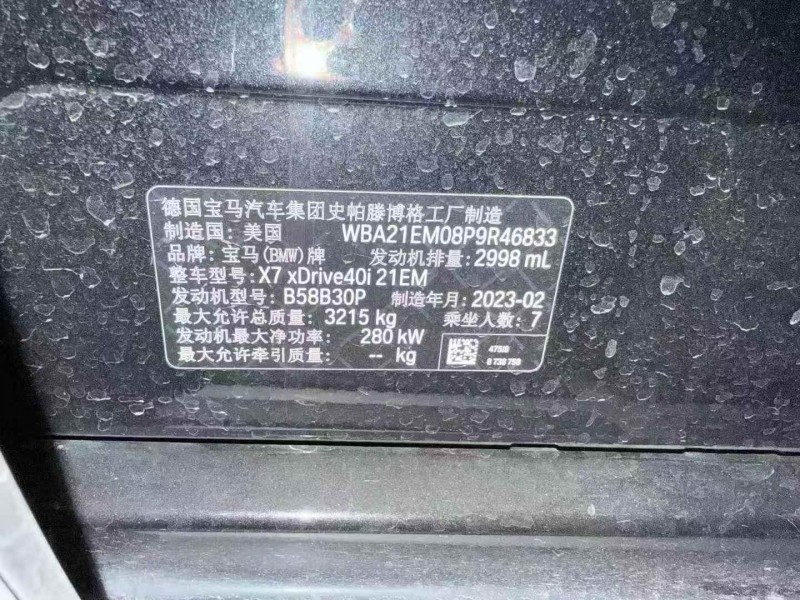 德国宝马汽车集团史帕滕博格工厂制造
制造国：美国 WBA21EM08P9R46833
品牌：宝马(BMW)牌 发动机排量：2998 mL
整车型号：X7 xDrive40i 21EM
发动机型号：B58B30P 制造年月：2023-02
最大允许总质量：3215 kg 乘坐人数：7
发动机最大净功率：280 kW
最大允许牵引质量：-- kg